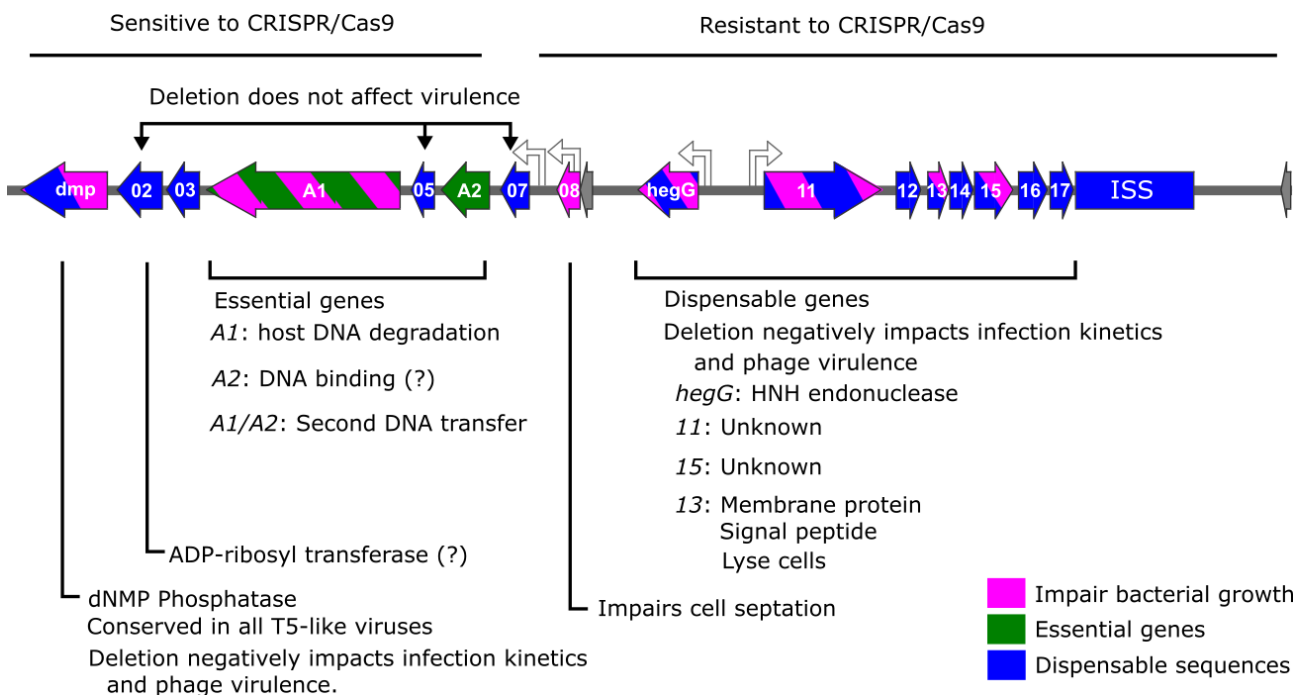 Sensitive to CRISPR/Cas9
Resistant to CRISPR/Cas9
Deletion does not affect virulence
dmp
02
03
A1
05
A2
07
08
hegG
11
12
13
14
15
16
17
ISS
Essential genes
A1: host DNA degradation
A2: DNA binding (?)
A1/A2: Second DNA transfer
Dispensable genes
Deletion negatively impacts infection kinetics
and phage virulence
hegG: HNH endonuclease
11: Unknown
15: Unknown
13: Membrane protein
Signal peptide
Lyse cells
ADP-ribosyl transferase (?)
dNMP Phosphatase
Conserved in all T5-like viruses
Deletion negatively impacts infection kinetics
and phage virulence.
Impairs cell septation
Impair bacterial growth
Essential genes
Dispensable sequences